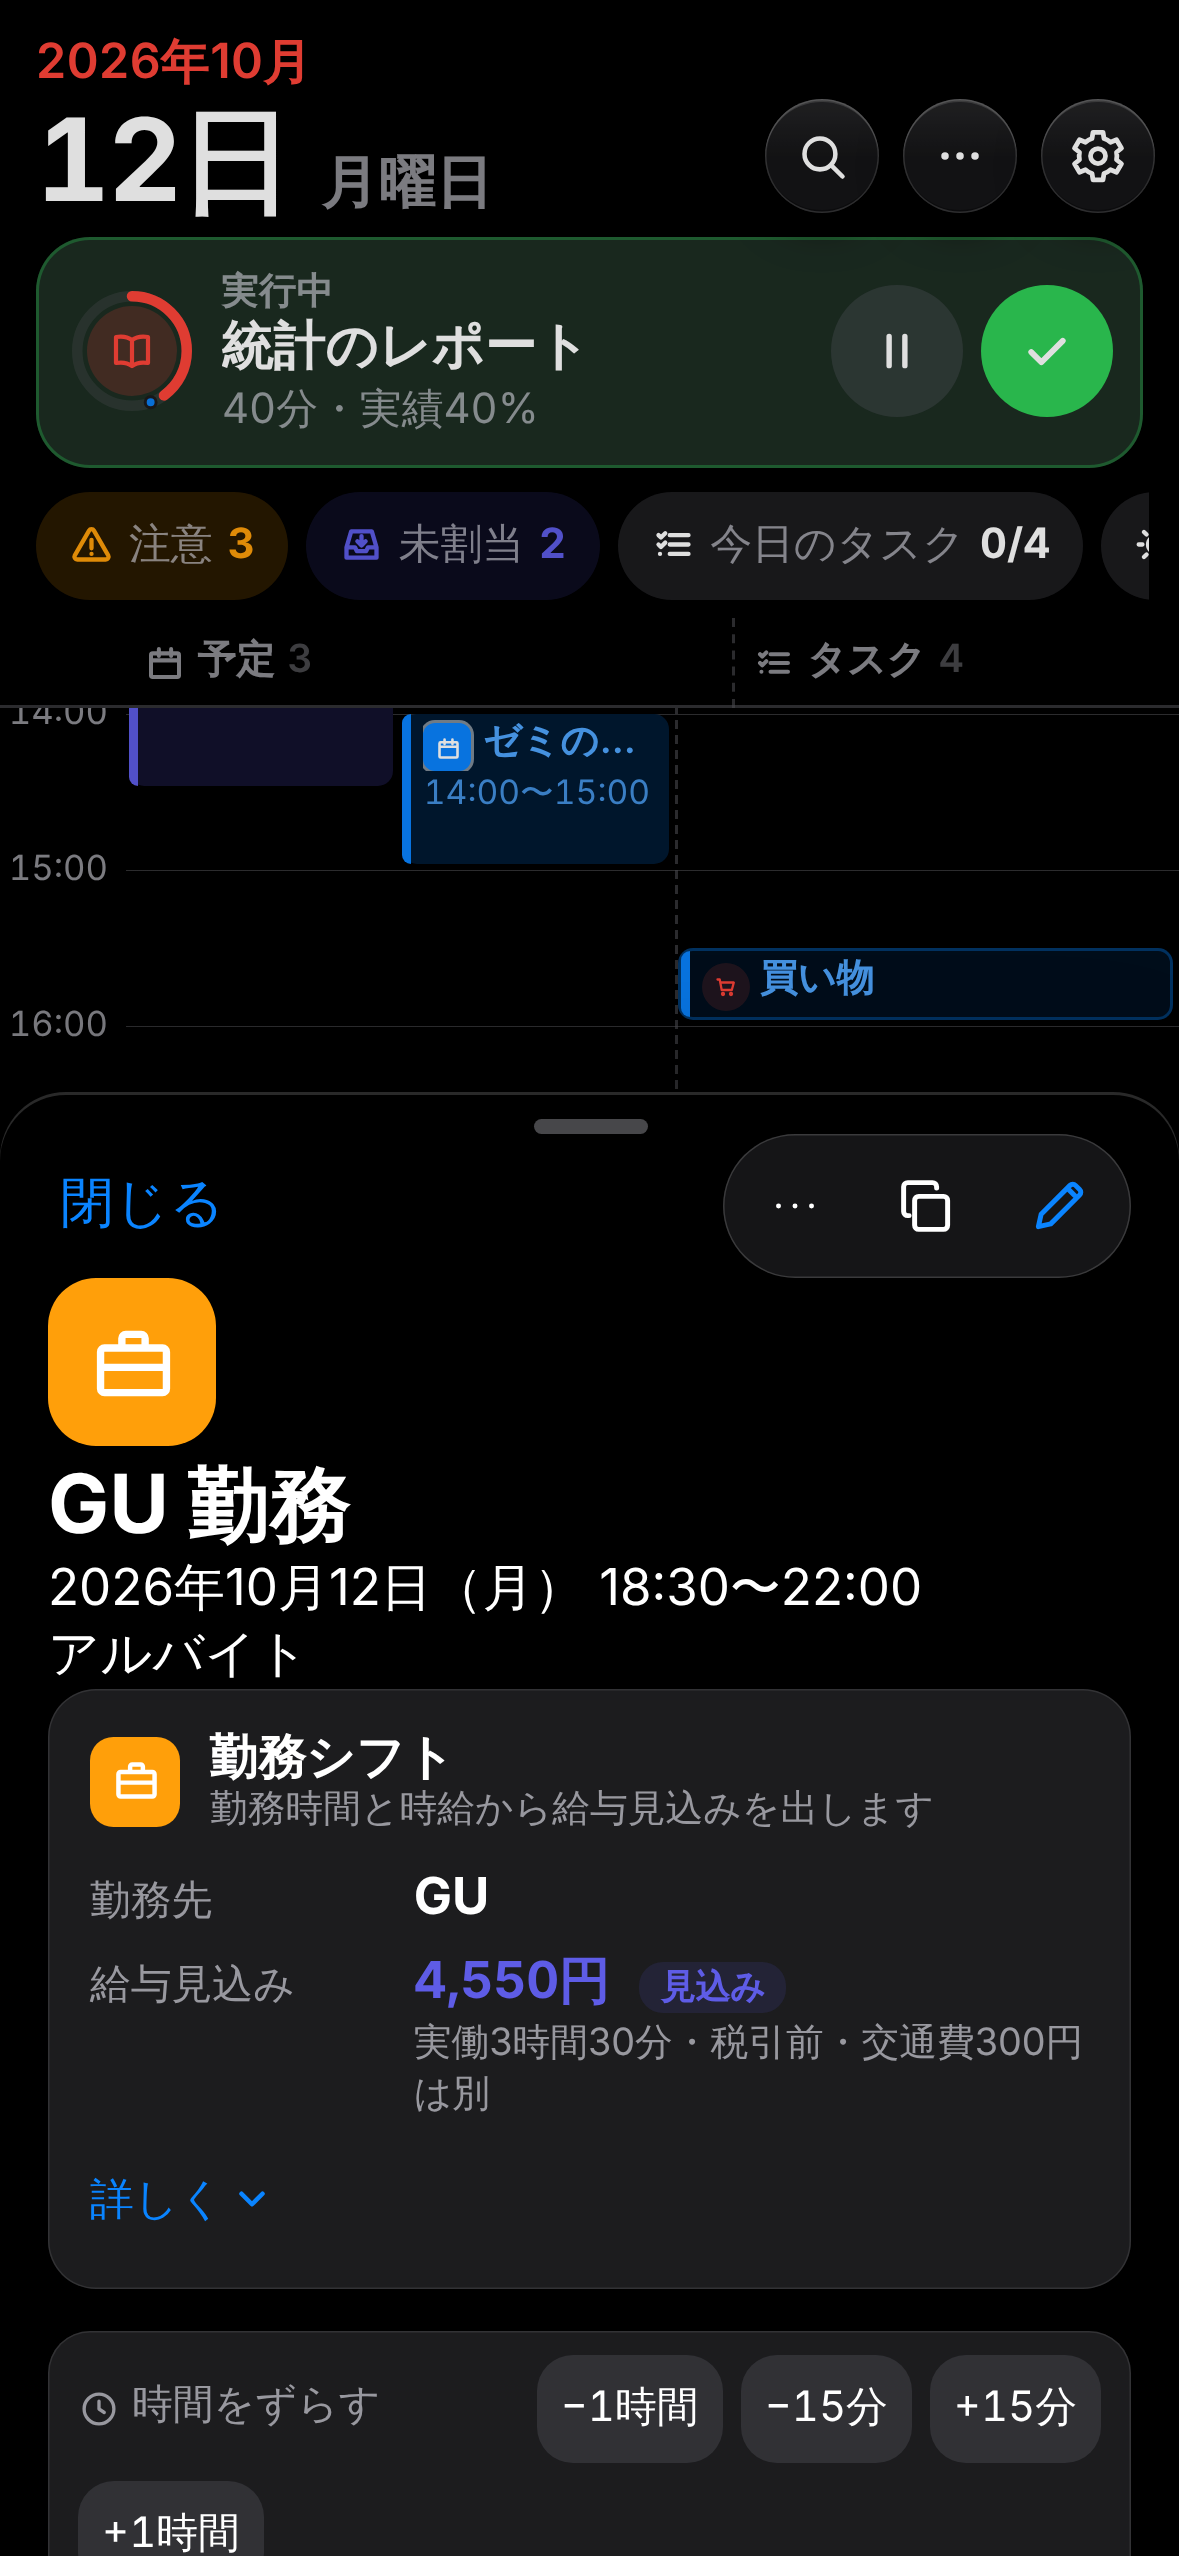 2026年10月
12日 月曜日
実行中
統計のレポート
40分・実績40%
注意 3 未割当 2 今日のタスク 0/4
予定 3 タスク 4
14:00
ゼミの…
14:00〜15:00
15:00
買い物
16:00
閉じる
GU 勤務
2026年10月12日（月） 18:30〜22:00
アルバイト
勤務シフト
勤務時間と時給から給与見込みを出します
勤務先 GU
給与見込み 4,550円 見込み
実働3時間30分・税引前・交通費300円
は別
詳しく
時間をずらす −1時間 −15分 +15分
+1時間